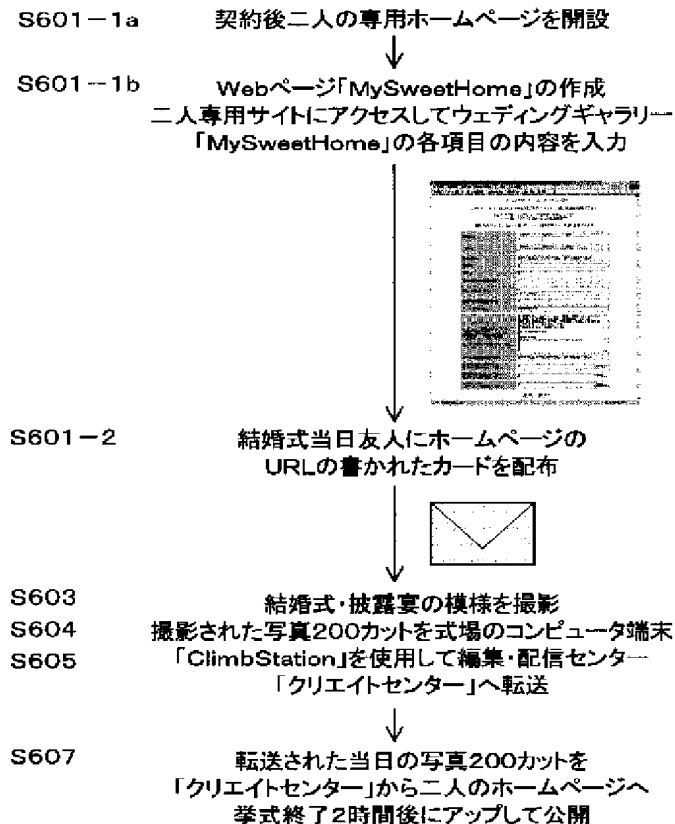 S601－1a 契約後二人の専用ホームページを開設
S601－1b Webページ「MySweetHome」の作成
二人専用サイトにアクセスしてウェディングギャラリー
「MySweetHome」の各項目の内容を入力
S601－2 結婚式当日友人にホームページの
URLの書かれたカードを配布
S603 結婚式・披露宴の模様を撮影
S604 撮影された写真200カットを式場のコンピュータ端末
S605 「ClimbStation」を使用して編集・配信センター
「クリエイトセンター」へ転送
S607 転送された当日の写真200カットを
「クリエイトセンター」から二人のホームページへ
挙式終了2時間後にアップして公開